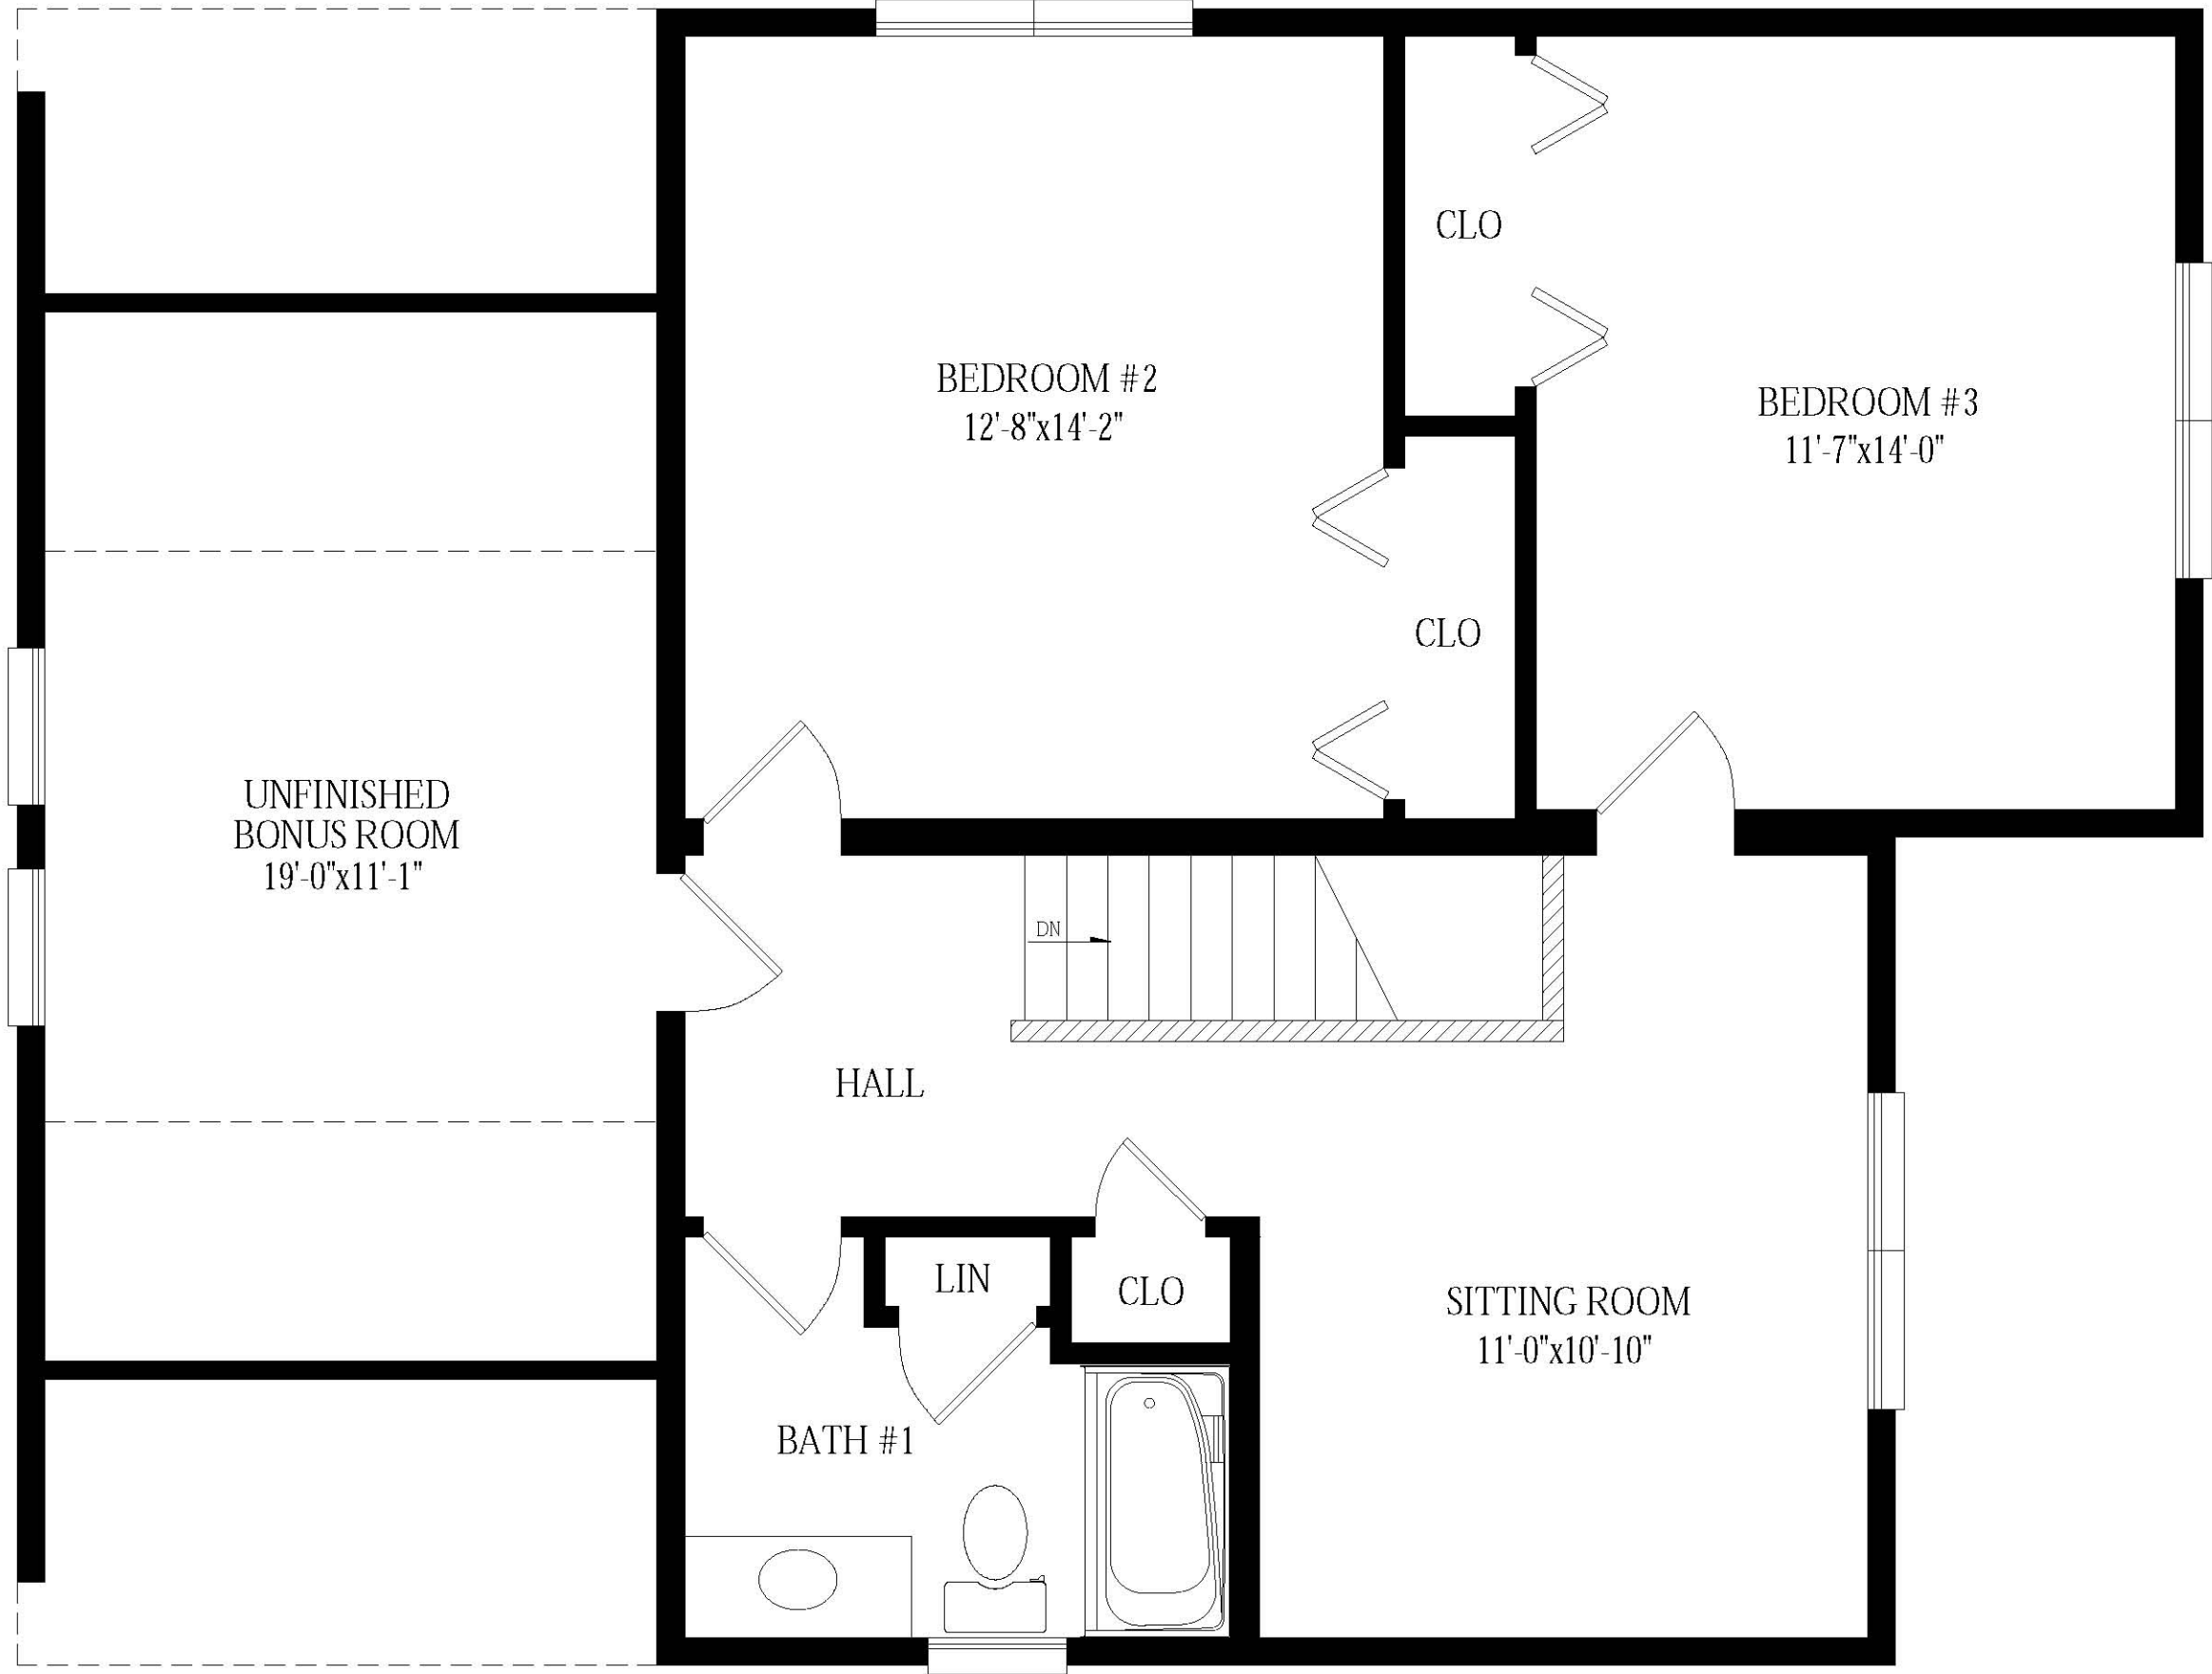 CLO
BEDROOM #2
12'-8"x14'-2"
BEDROOM #3
11'-7"x14'-0"
CLO
UNFINISHED
BONUS ROOM
19'-0"x11'-1"
DN
HALL
LIN
CLO
SITTING ROOM
11'-0"x10'-10"
BATH #1